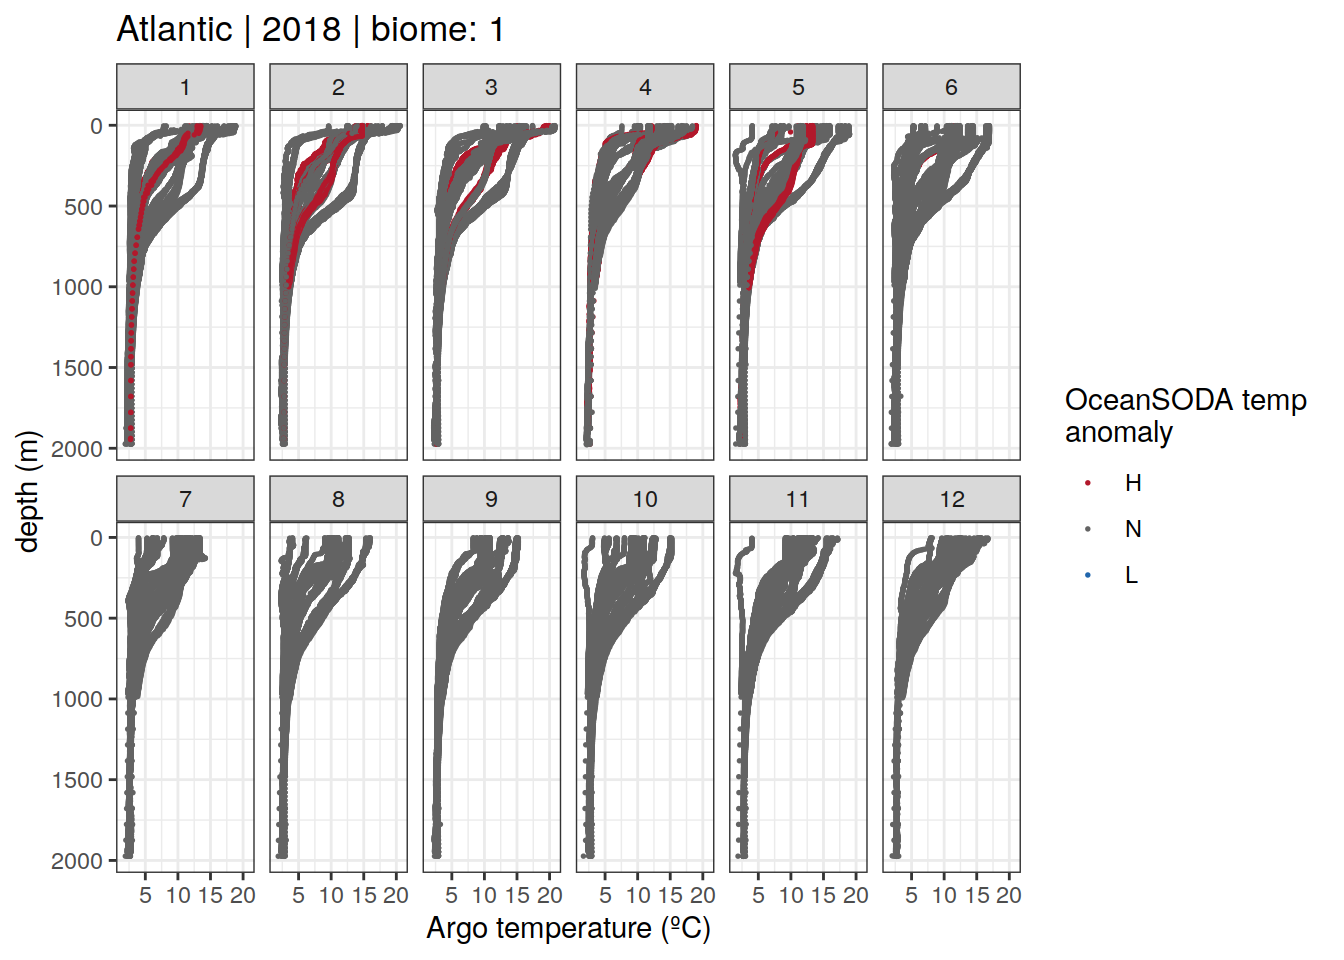 Atlantic | 2018 | biome: 1
1 2 3 4 5 6
0
500
1000
1500
2000
7 8 9 10 11 12
0
500
1000
1500
2000
5 10 15 20 5 10 15 20 5 10 15 20 5 10 15 20 5 10 15 20 5 10 15 20
Argo temperature (ºC)
depth (m)
OceanSODA temp
anomaly
H
N
L